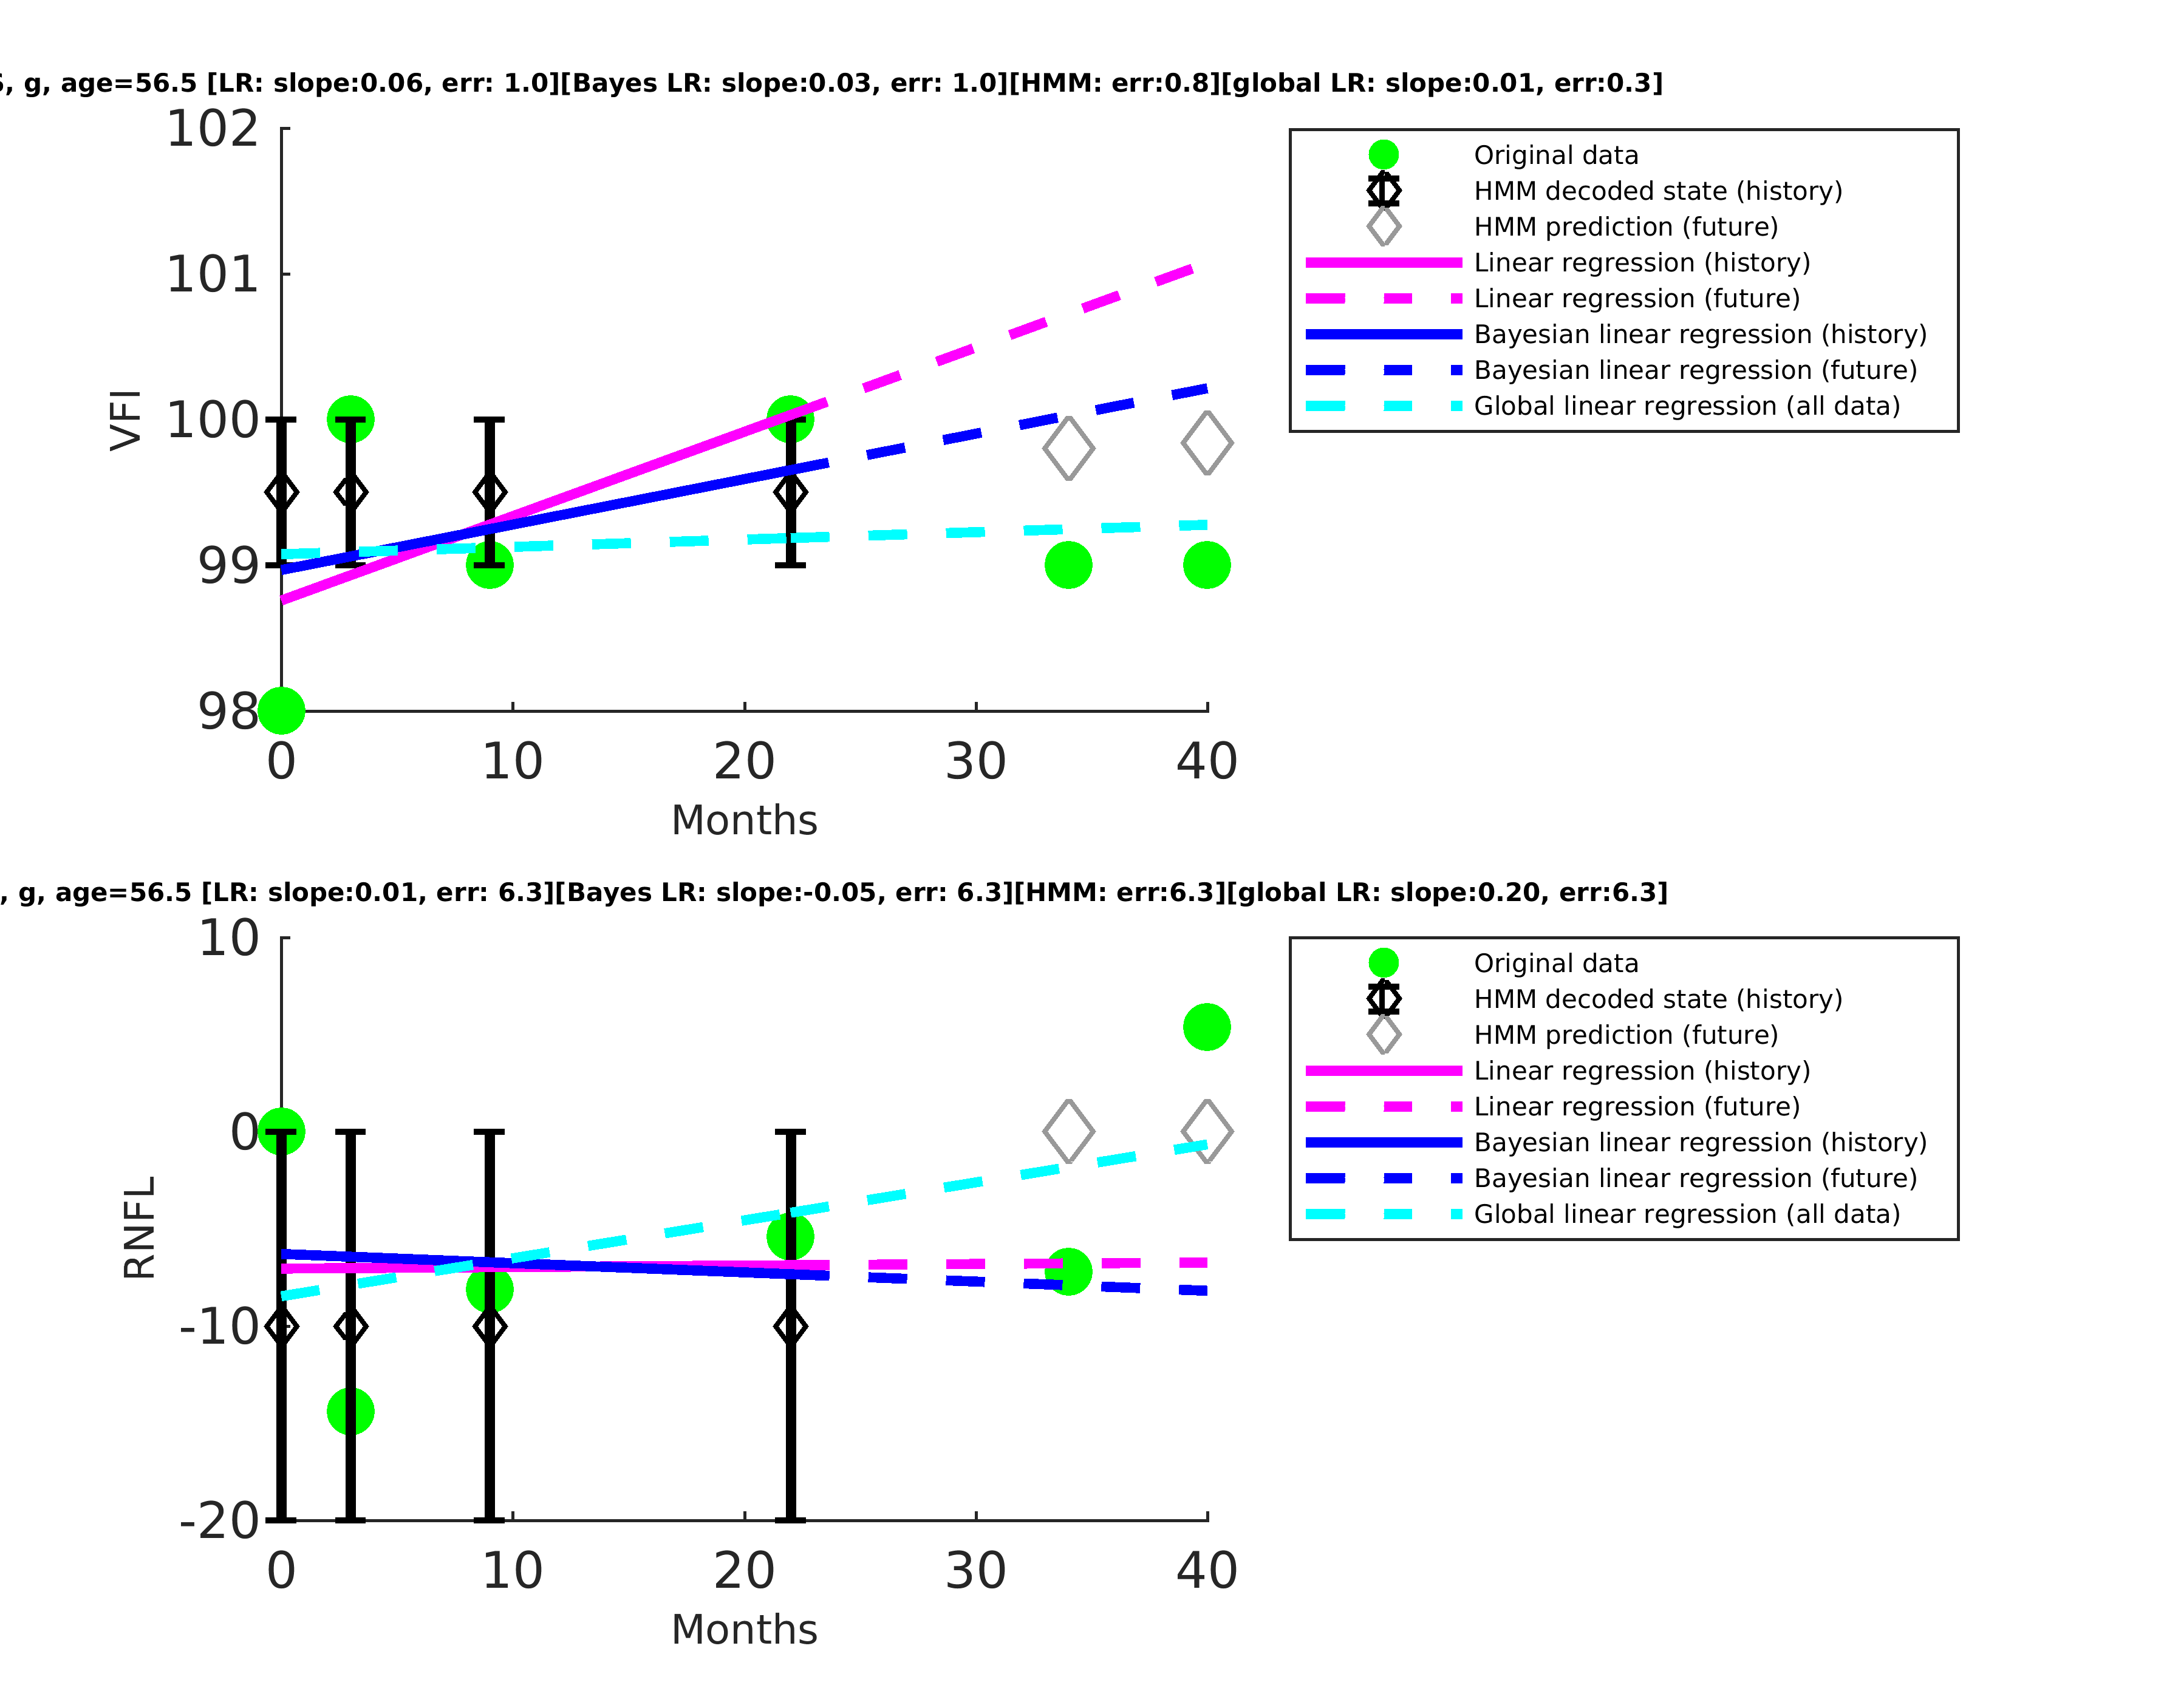 , g, age=56.5 [LR: slope:0.06, err: 1.0][Bayes LR: slope:0.03, err: 1.0][HMM: err:0.8][global LR: slope:0.01, err:0.3]
102
101
100
99
98
VFI
0 10 20 30 40
Months
Original data
HMM decoded state (history)
HMM prediction (future)
Linear regression (history)
Linear regression (future)
Bayesian linear regression (history)
Bayesian linear regression (future)
Global linear regression (all data)
, g, age=56.5 [LR: slope:0.01, err: 6.3][Bayes LR: slope:-0.05, err: 6.3][HMM: err:6.3][global LR: slope:0.20, err:6.3]
10
0
-10
-20
RNFL
0 10 20 30 40
Months
Original data
HMM decoded state (history)
HMM prediction (future)
Linear regression (history)
Linear regression (future)
Bayesian linear regression (history)
Bayesian linear regression (future)
Global linear regression (all data)